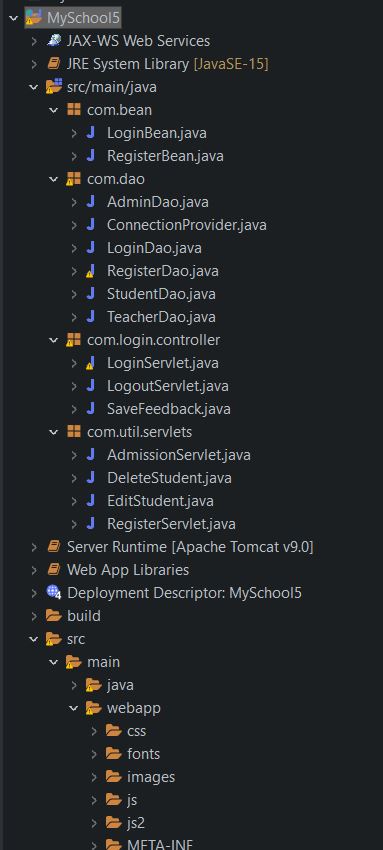 MySchool5
JAX-WS Web Services
JRE System Library [JavaSE-15]
src/main/java
com.bean
LoginBean.java
RegisterBean.java
com.dao
AdminDao.java
ConnectionProvider.java
LoginDao.java
RegisterDao.java
StudentDao.java
TeacherDao.java
com.login.controller
LoginServlet.java
LogoutServlet.java
SaveFeedback.java
com.util.servlets
AdmissionServlet.java
DeleteStudent.java
EditStudent.java
RegisterServlet.java
Server Runtime [Apache Tomcat v9.0]
Web App Libraries
Deployment Descriptor: MySchool5
build
src
main
java
webapp
css
fonts
images
js
js2
META-INF